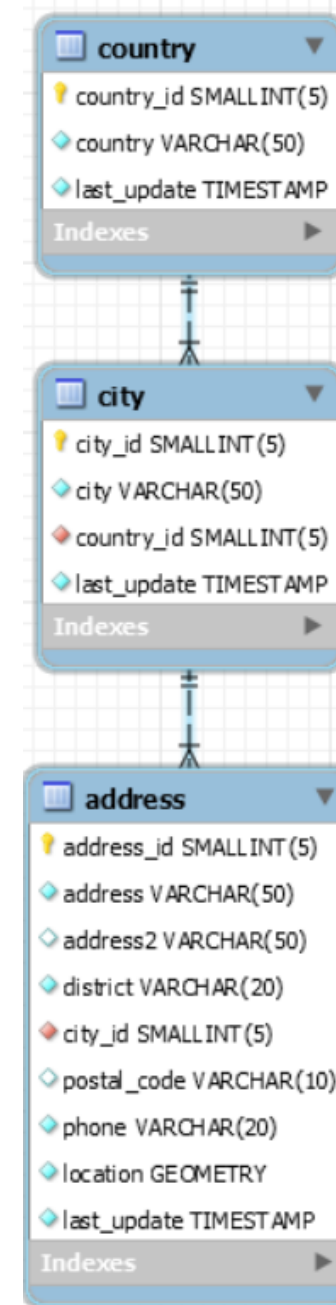 country
country_id SMALLINT(5)
country VARCHAR(50)
last_update TIMESTAMP
Indexes
city
city_id SMALLINT(5)
city VARCHAR(50)
country_id SMALLINT(5)
last_update TIMESTAMP
Indexes
address
address_id SMALLINT(5)
address VARCHAR(50)
address2 VARCHAR(50)
district VARCHAR(20)
city_id SMALLINT(5)
postal_code VARCHAR(10)
phone VARCHAR(20)
location GEOMETRY
last_update TIMESTAMP
Indexes